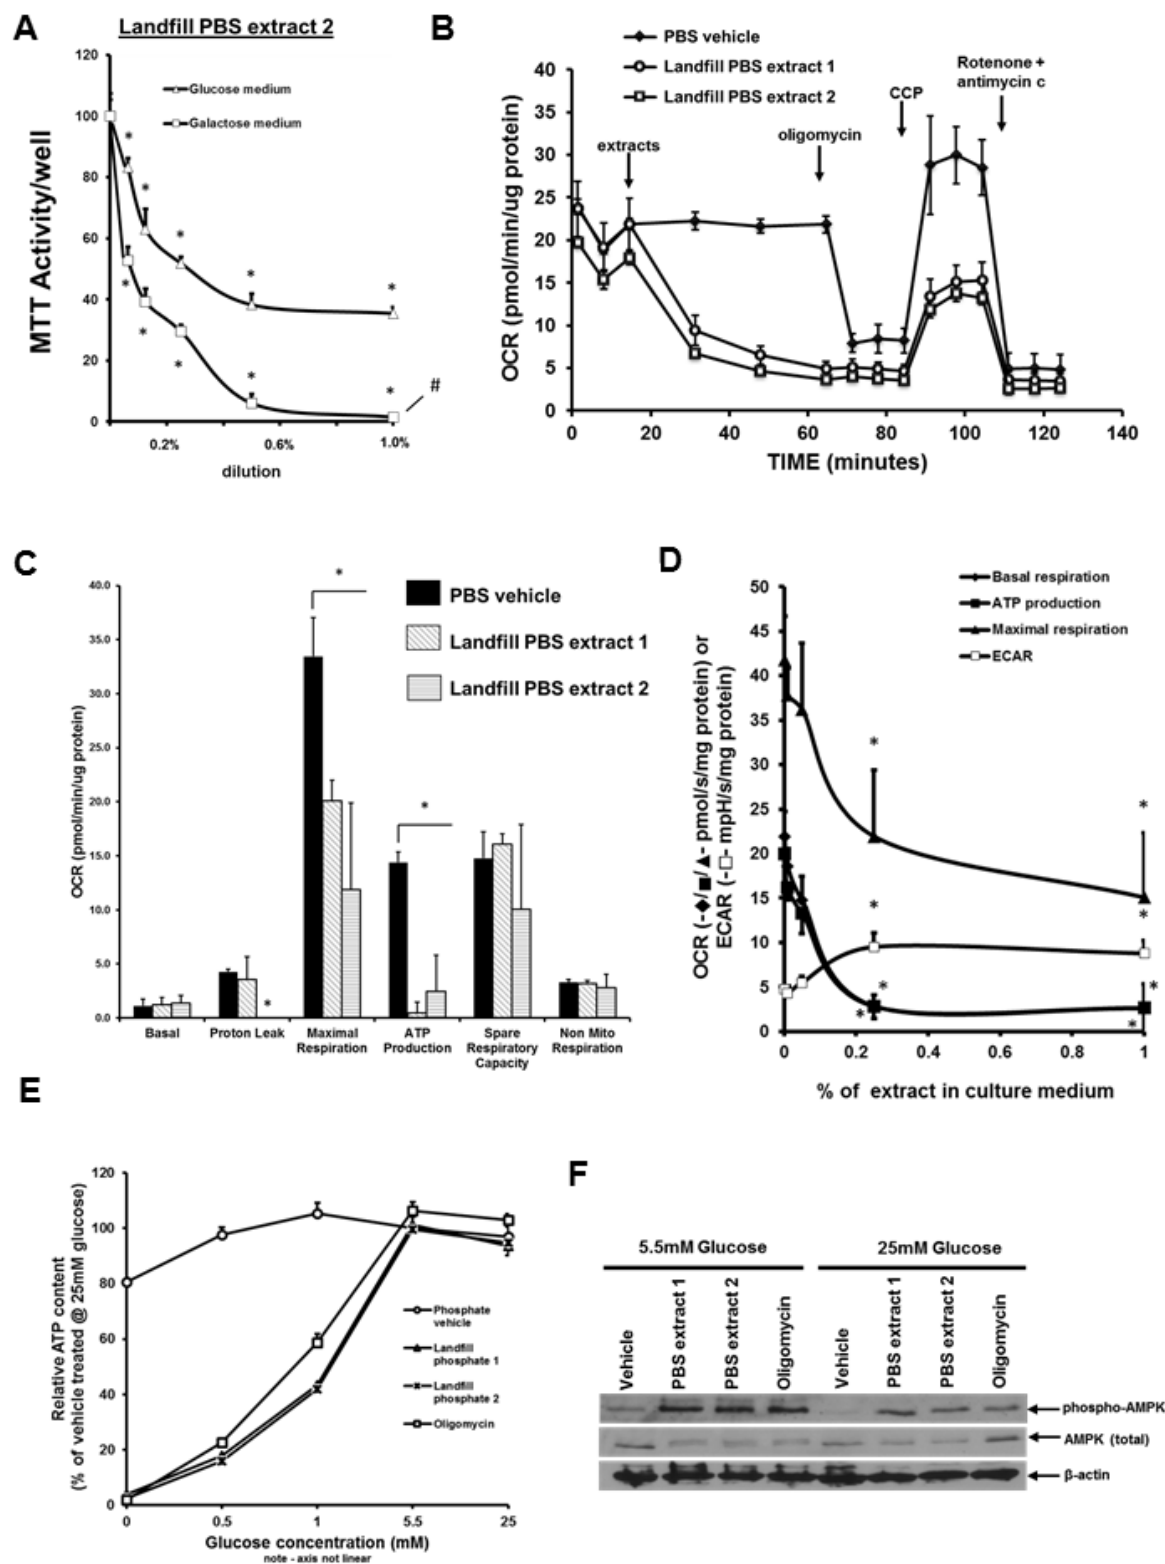 A
Landfill PBS extract 2
120
100
80
60
40
20
0
MTT Activity/well
Glucose medium
Galactose medium
* * * * *
* * * * *
#
0.2% 0.6% 1.0%
dilution
B
PBS vehicle
Landfill PBS extract 1
Landfill PBS extract 2
extracts
oligomycin
CCP
Rotenone +
antimycin c
40
35
30
25
20
15
10
5
0
OCR (pmol/min/ug protein)
0 20 40 60 80 100 120 140
TIME (minutes)
C
40.0
35.0
30.0
25.0
20.0
15.0
10.0
5.0
0.0
OCR (pmol/min/ug protein)
PBS vehicle
Landfill PBS extract 1
Landfill PBS extract 2
*
*
*
Basal
Proton Leak
Maximal
Respiration
ATP
Production
Spare
Respiratory
Capacity
Non Mito
Respiration
D
Basal respiration
ATP production
Maximal respiration
ECAR
50
45
40
35
30
25
20
15
10
5
0
OCR (-◆/■/▲- pmol/s/mg protein) or
ECAR (-□- mpH/s/mg protein)
* *
* *
* *
* *
0 0.2 0.4 0.6 0.8 1
% of extract in culture medium
E
120
100
80
60
40
20
0
Relative ATP content
(% of vehicle treated @ 25mM glucose)
Phosphate
vehicle
Landfill
phosphate 1
Landfill
phosphate 2
Oligomycin
0 0.5 1 5.5 25
Glucose concentration (mM)
note - axis not linear
F
5.5mM Glucose
25mM Glucose
Vehicle
PBS extract 1
PBS extract 2
Oligomycin
Vehicle
PBS extract 1
PBS extract 2
Oligomycin
phospho-AMPK
AMPK (total)
β-actin